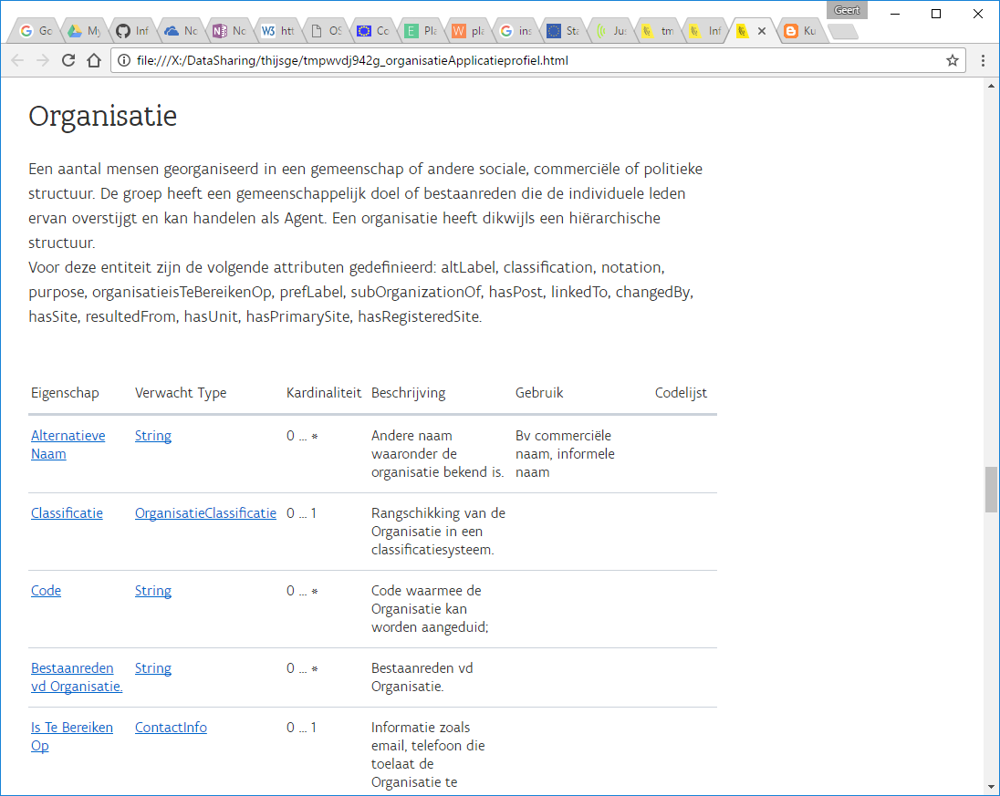 Geert
Go My Inf No No htt OS Co Pla pla ins Sta Jus tm Inf Ku
file:///X:/DataSharing/thijsge/tmpwvdj942g_organisatieApplicatieprofiel.html
Organisatie
Een aantal mensen georganiseerd in een gemeenschap of andere sociale, commerciële of politieke
structuur. De groep heeft een gemeenschappelijk doel of bestaanreden die de individuele leden
ervan overstijgt en kan handelen als Agent. Een organisatie heeft dikwijls een hiërarchische
structuur.
Voor deze entiteit zijn de volgende attributen gedefinieerd: altLabel, classification, notation,
purpose, organisatieisTeBereikenOp, prefLabel, subOrganizationOf, hasPost, linkedTo, changedBy,
hasSite, resultedFrom, hasUnit, hasPrimarySite, hasRegisteredSite.
Eigenschap Verwacht Type Kardinaliteit Beschrijving Gebruik Codelijst
Alternatieve String 0 ... * Andere naam Bv commerciële
Naam waaronder de naam, informele
organisatie bekend is. naam
Classificatie OrganisatieClassificatie 0 ... 1 Rangschikking van de
Organisatie in een
classificatiesysteem.
Code String 0 ... * Code waarmee de
Organisatie kan
worden aangeduid;
Bestaanreden String 0 ... * Bestaanreden vd
vd Organisatie. Organisatie.
Is Te Bereiken ContactInfo 0 ... 1 Informatie zoals
Op email, telefoon die
toelaat de
Organisatie te